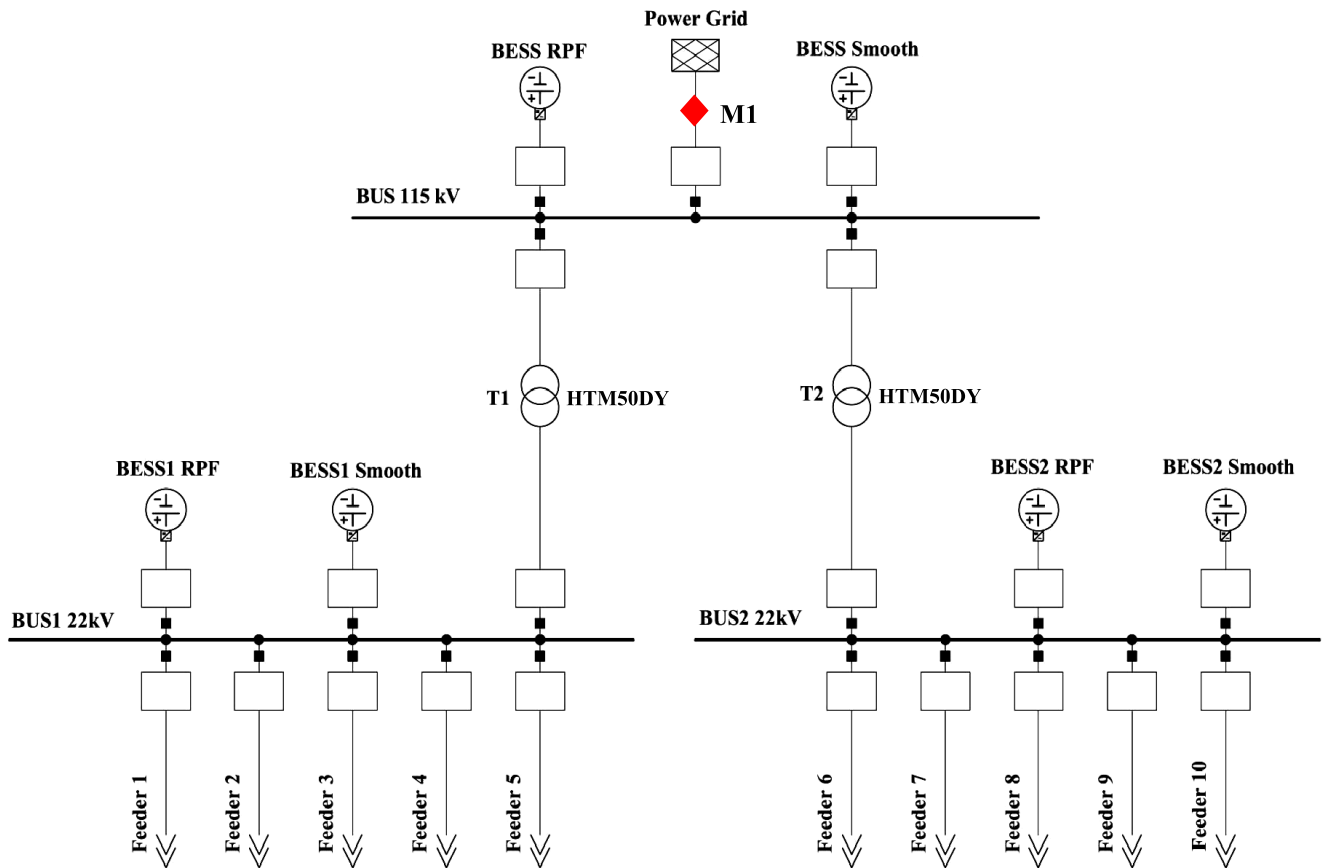 Power Grid
BESS RPF
BESS Smooth
M1
BUS 115 kV
T1
HTM50DY
T2
HTM50DY
BESS1 RPF
BESS1 Smooth
BESS2 RPF
BESS2 Smooth
BUS1 22kV
BUS2 22kV
Feeder 1
Feeder 2
Feeder 3
Feeder 4
Feeder 5
Feeder 6
Feeder 7
Feeder 8
Feeder 9
Feeder 10